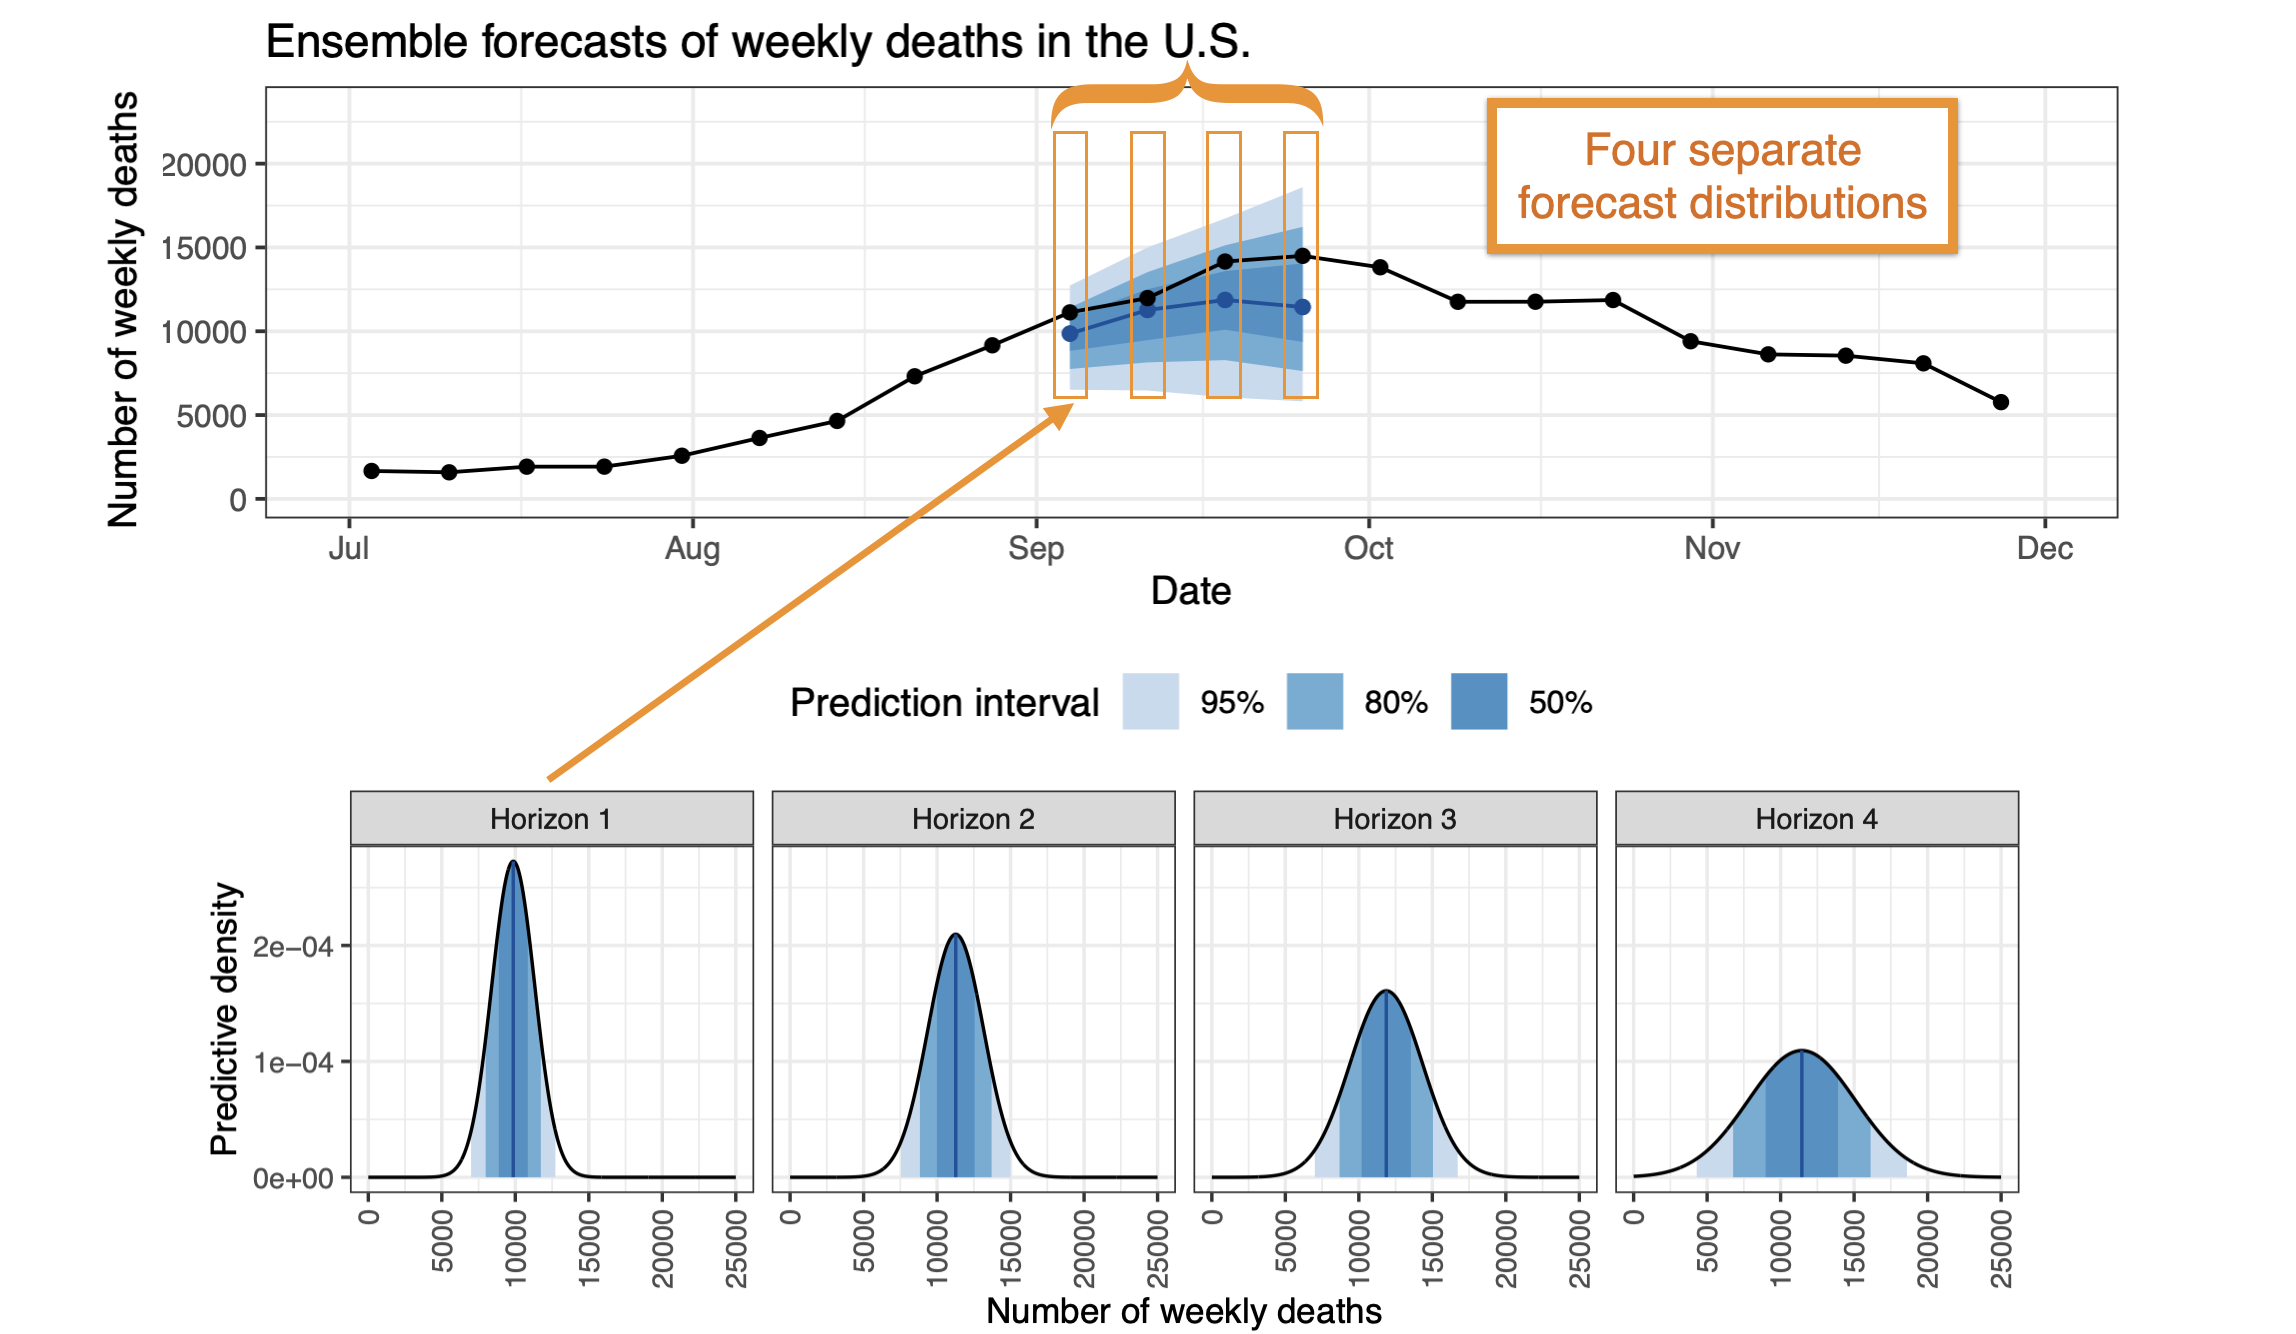 Ensemble forecasts of weekly deaths in the U.S.
Number of weekly deaths
20000
15000
10000
5000
0
Four separate
forecast distributions
Jul Aug Sep Oct Nov Dec
Date
Prediction interval 95% 80% 50%
Horizon 1 Horizon 2 Horizon 3 Horizon 4
Predictive density
2e−04
1e−04
0e+00
0 5000 10000 15000 20000 25000 0 5000 10000 15000 20000 25000 0 5000 10000 15000 20000 25000 0 5000 10000 15000 20000 25000
Number of weekly deaths